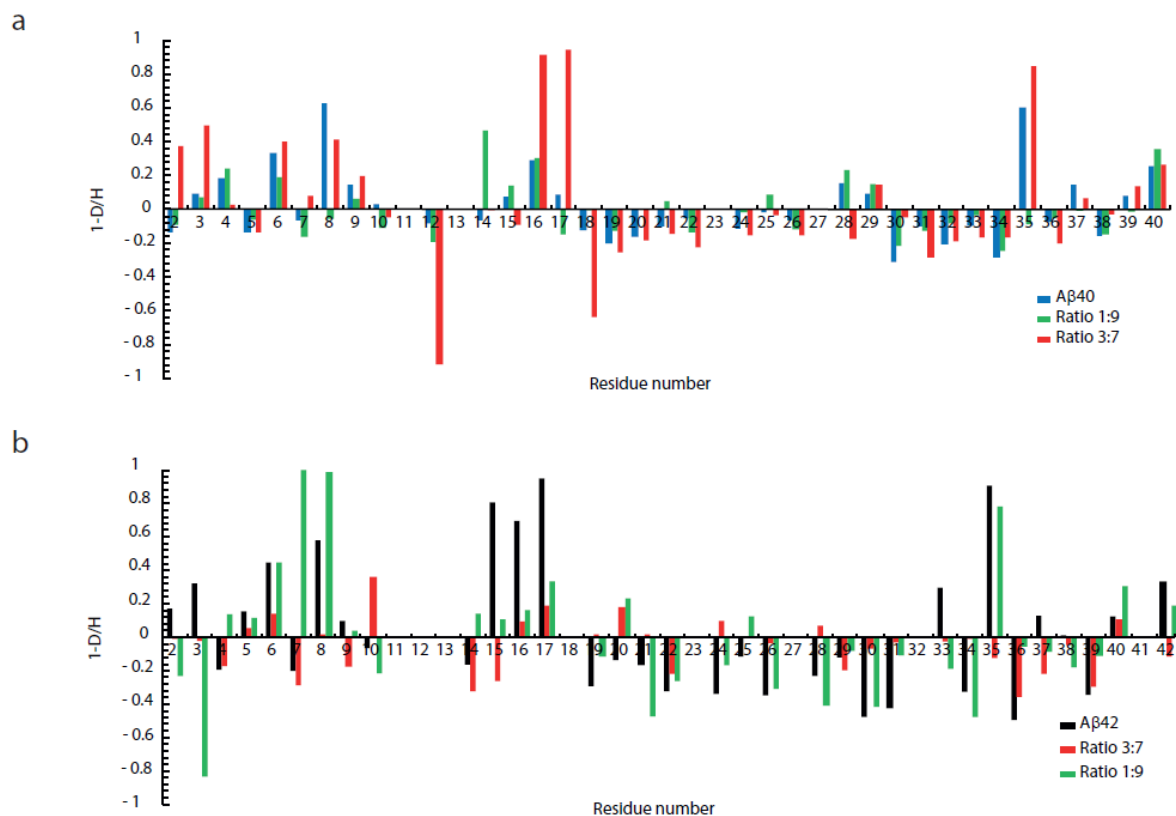 a
1
0.8
0.6
0.4
0.2
0
- 0.2
- 0.4
- 0.6
- 0.8
- 1
1-D/H
2 3 4 5 6 7 8 9 10 11 12 13 14 15 16 17 18 19 20 21 22 23 24 25 26 27 28 29 30 31 32 33 34 35 36 37 38 39 40
Aβ40
Ratio 1:9
Ratio 3:7
Residue number
b
1
0.8
0.6
0.4
0.2
0
- 0.2
- 0.4
- 0.6
- 0.8
- 1
1-D/H
2 3 4 5 6 7 8 9 10 11 12 13 14 15 16 17 18 19 20 21 22 23 24 25 26 27 28 29 30 31 32 33 34 35 36 37 38 39 40 41 42
Aβ42
Ratio 3:7
Ratio 1:9
Residue number